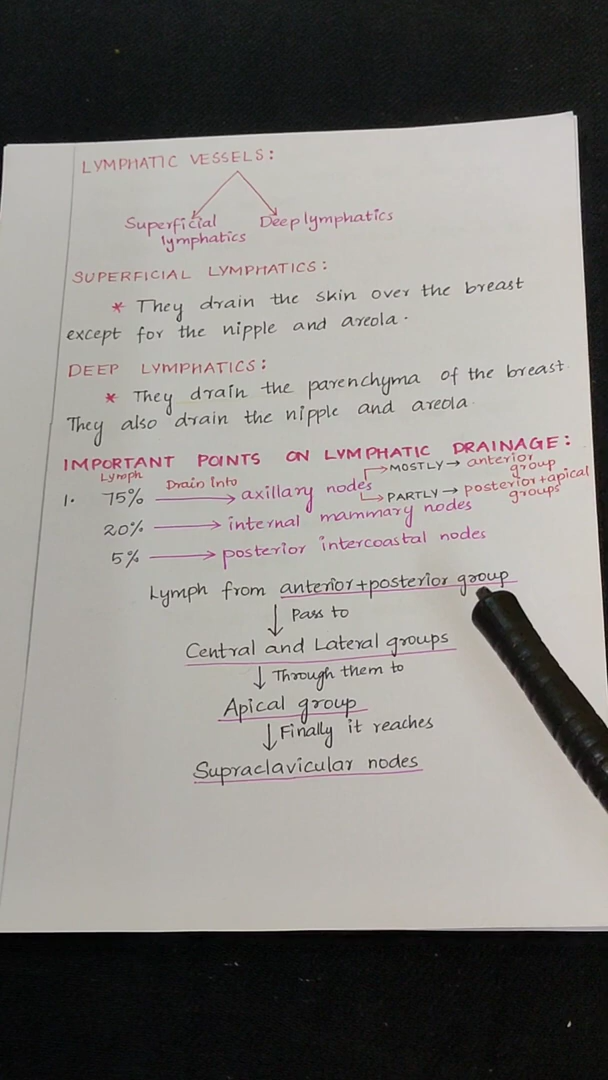 LYMPHATIC VESSELS:
Superficial lymphatics
Deep lymphatics
SUPERFICIAL LYMPHATICS:
* They drain the skin over the breast
except for the nipple and areola.
DEEP LYMPHATICS:
* They drain the parenchyma of the breast.
They also drain the nipple and areola.
IMPORTANT POINTS ON LYMPHATIC DRAINAGE:
Lymph Drain into
1. 75% → axillary nodes
→ MOSTLY → anterior group
→ PARTLY → posterior+apical groups
20% → internal mammary nodes
5% → posterior intercoastal nodes
Lymph from anterior+posterior group
↓ Pass to
Central and Lateral groups
↓ Through them to
Apical group
↓ Finally it reaches
Supraclavicular nodes